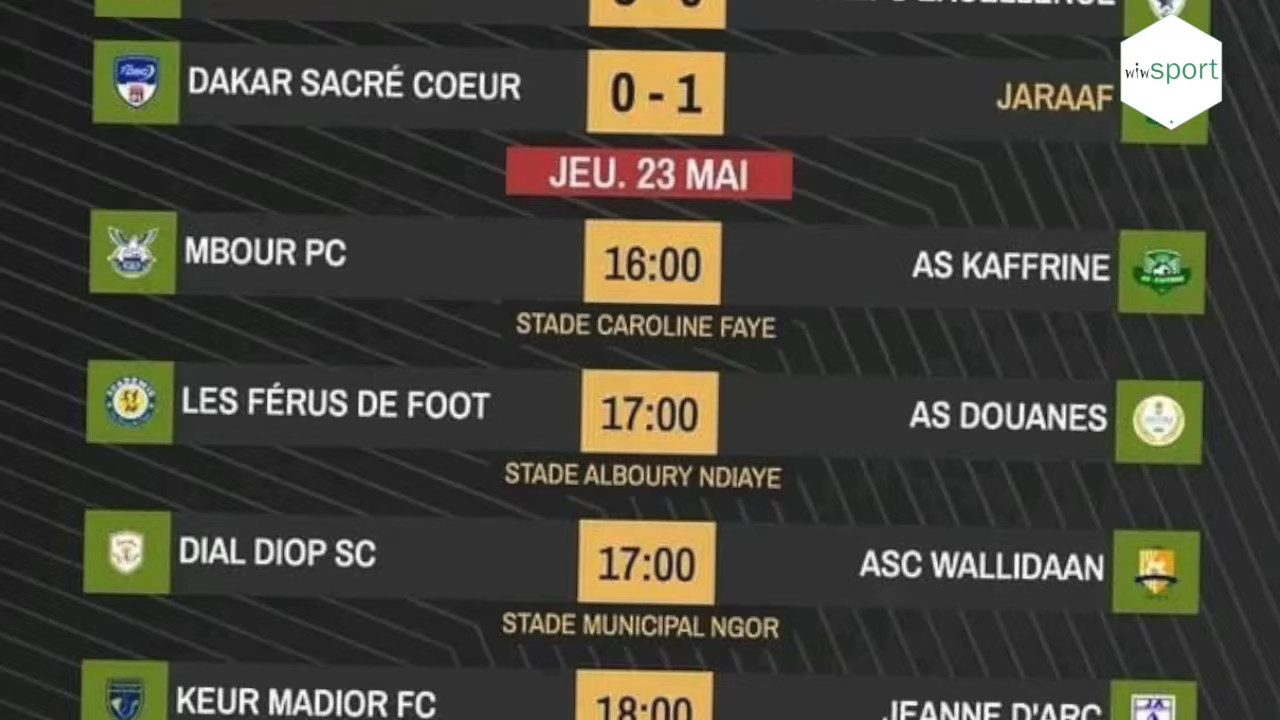 wiwsport
DAKAR SACRÉ COEUR 0 - 1 JARAAF
JEU. 23 MAI
MBOUR PC 16:00 AS KAFFRINE
STADE CAROLINE FAYE
LES FÉRUS DE FOOT 17:00 AS DOUANES
STADE ALBOURY NDIAYE
DIAL DIOP SC 17:00 ASC WALLIDAAN
STADE MUNICIPAL NGOR
KEUR MADIOR FC 18:00 JEANNE D'ARC